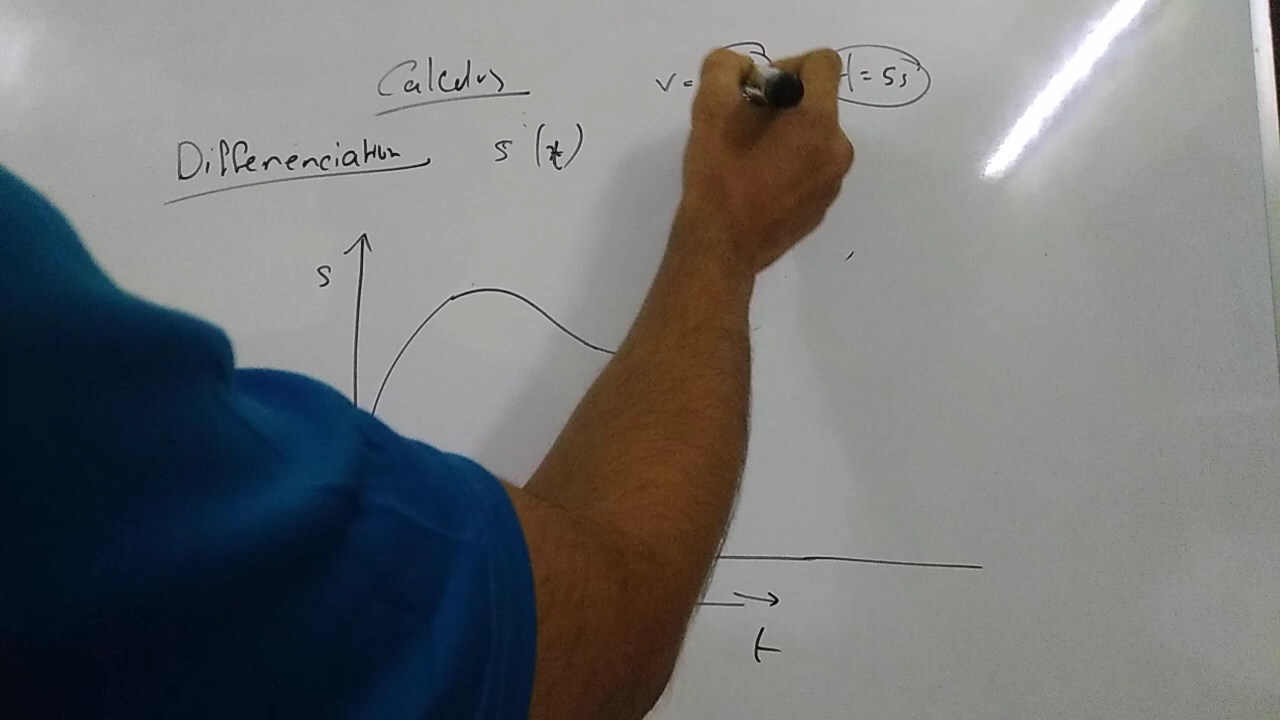 Calculus
v = t = 5s
Differenciation s (t)
s
t